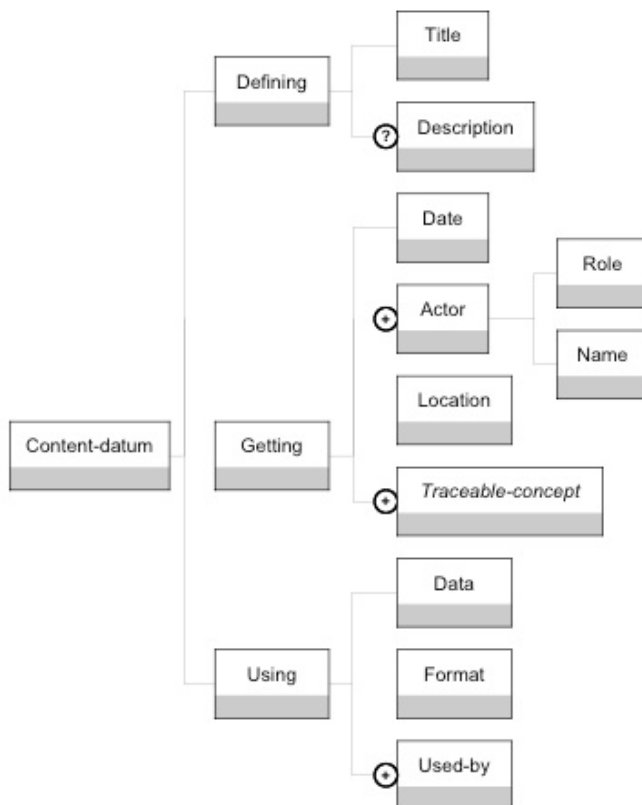 Title
Defining
? Description
Date
Role
+ Actor
Name
Location
Content-datum
Getting
+ Traceable-concept
Data
Using
Format
+ Used-by